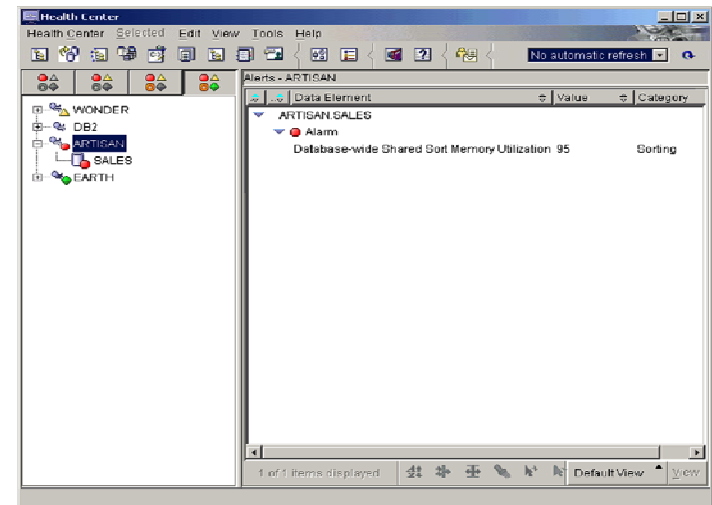 Health Center
Health Center Selected Edit View Tools Help
No automatic refresh
Alerts - ARTISAN
Data Element Value Category
WONDER
DB2
ARTISAN
SALES
EARTH
ARTISAN.SALES
Alarm
Database-wide Shared Sort Memory Utilization 95 Sorting
1 of 1 items displayed Default View View